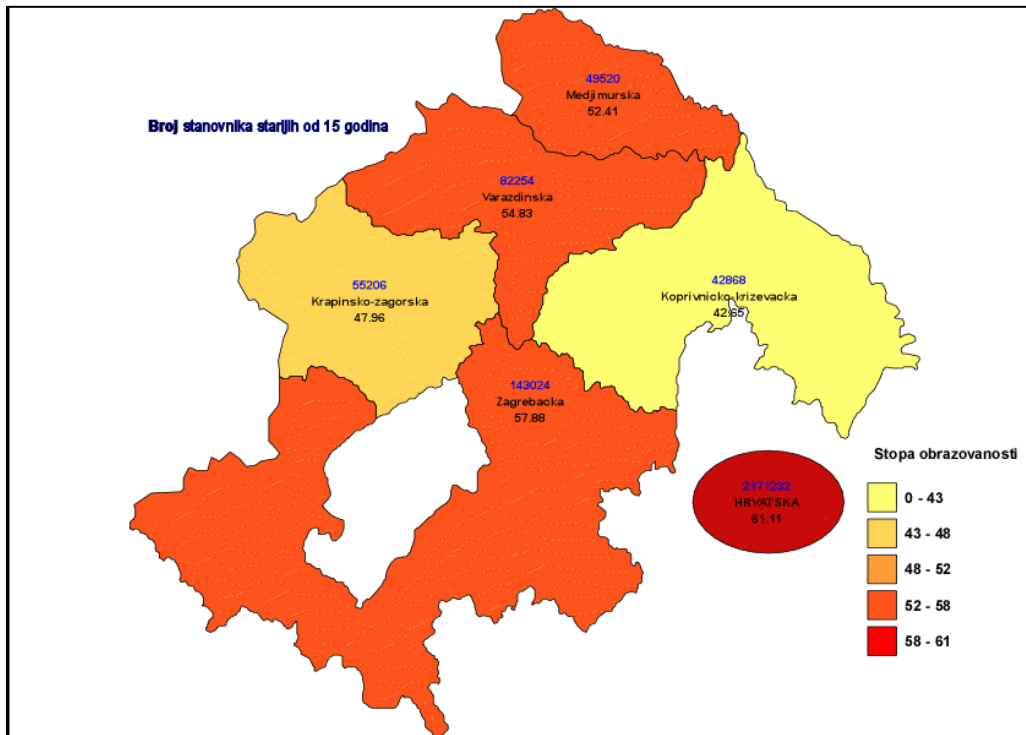 49520
Medjimurska
52.41
Broj stanovnika starijih od 15 godina
82254
Varazdinska
54.83
55206
Krapinsko-zagorska
47.96
42868
Koprivnicko-krizevacka
42.65
143024
Zagrebacka
57.88
2171232
HRVATSKA
61.11
Stopa obrazovanosti
0 - 43
43 - 48
48 - 52
52 - 58
58 - 61